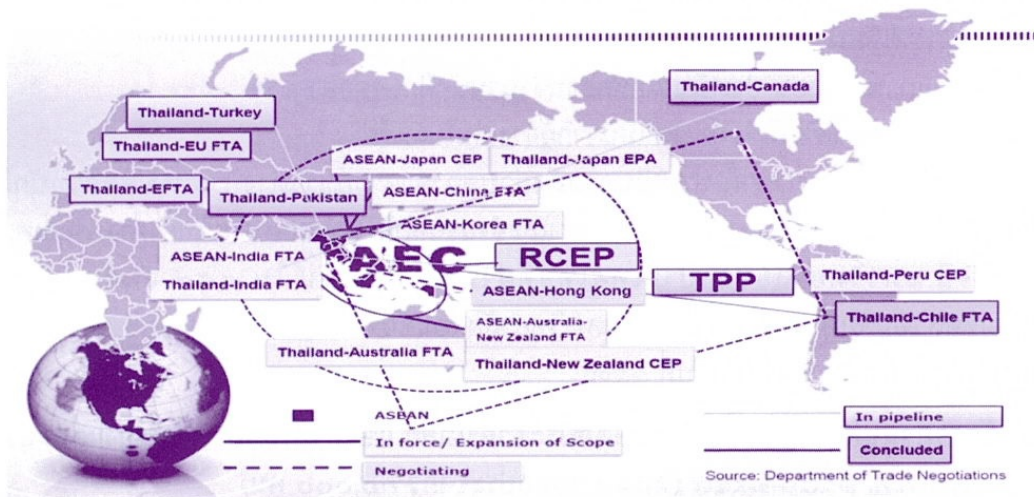 Thailand-Canada
Thailand-Turkey
Thailand-EU FTA
ASEAN-Japan CEP
Thailand-Japan EPA
Thailand-EFTA
Thailand-Pakistan
ASEAN-China FTA
ASEAN-Korea FTA
ASEAN-India FTA
AEC
RCEP
TPP
Thailand-Peru CEP
Thailand-India FTA
ASEAN-Hong Kong
Thailand-Chile FTA
ASEAN-Australia-
New Zealand FTA
Thailand-Australia FTA
Thailand-New Zealand CEP
ASEAN
In force/ Expansion of Scope
Negotiating
In pipeline
Concluded
Source: Department of Trade Negotiations